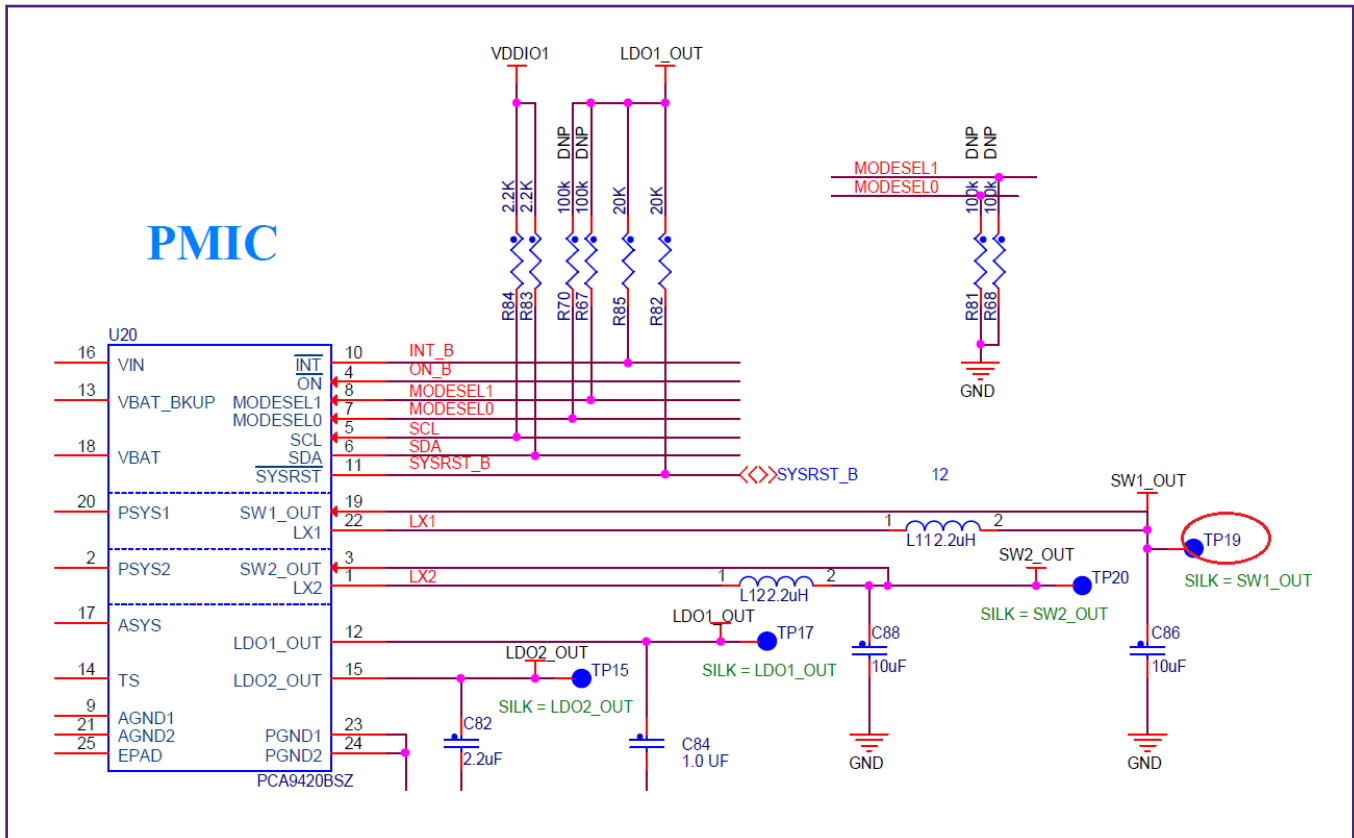 VDDIO1
LDO1_OUT
DNP
DNP
2.2K
2.2K
100k
100k
20K
20K
R84
R83
R70
R67
R85
R82
DNP
DNP
MODESEL1
MODESEL0
100k
100k
R81
R68
GND
PMIC
U20
16 VIN
13 VBAT_BKUP
18 VBAT
20 PSYS1
2 PSYS2
17 ASYS
14 TS
9 AGND1
21 AGND2
25 EPAD
INT 10 INT_B
ON 4 ON_B
MODESEL1 8 MODESEL1
MODESEL0 7 MODESEL0
SCL 5 SCL
SDA 6 SDA
SYSRST 11 SYSRST_B
SYSRST_B 12
SW1_OUT 19
LX1 22 LX1
1 2
L112.2uH
SW1_OUT
TP19
SILK = SW1_OUT
SW2_OUT 3
LX2 1 LX2
1 2
L122.2uH
SW2_OUT
TP20
SILK = SW2_OUT
LDO1_OUT 12
LDO1_OUT
TP17
SILK = LDO1_OUT
LDO2_OUT 15
LDO2_OUT
TP15
SILK = LDO2_OUT
PGND1 23
PGND2 24
PCA9420BSZ
C82
2.2uF
C84
1.0 UF
C88
10uF
GND
C86
10uF
GND